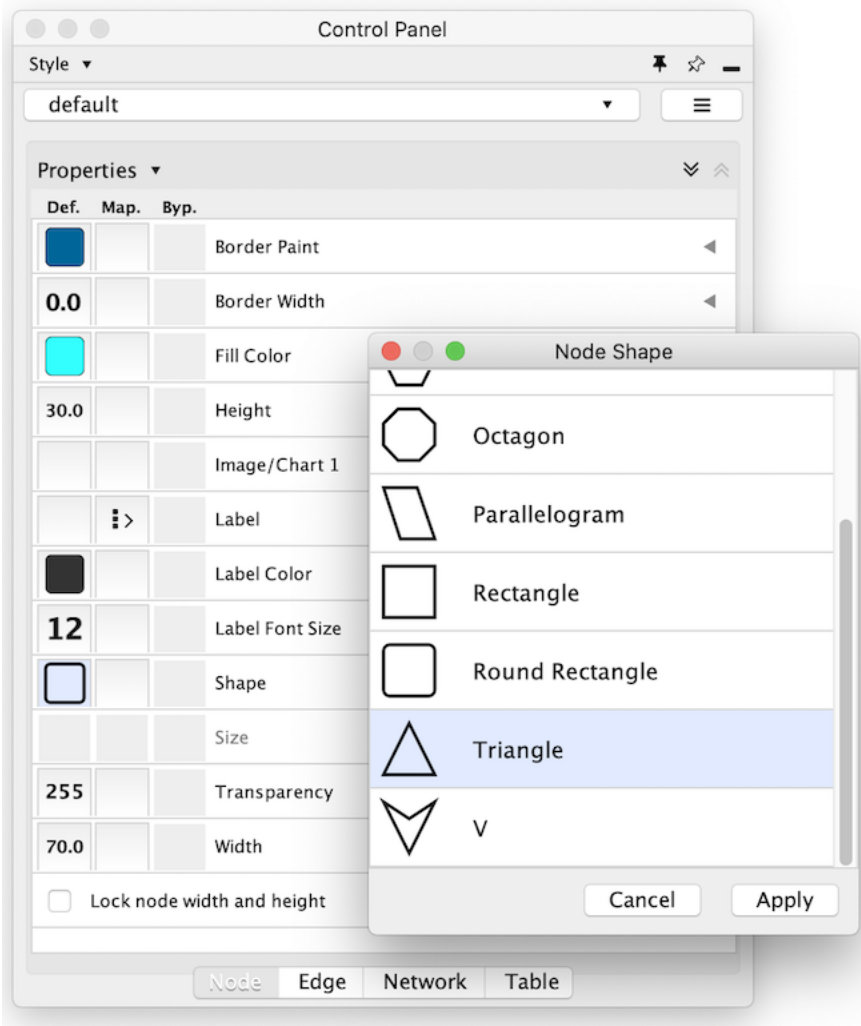 Control Panel
Style
default
Properties
Def. Map. Byp.
Border Paint
0.0 Border Width
Fill Color
30.0 Height
Image/Chart 1
Label
Label Color
12 Label Font Size
Shape
Size
255 Transparency
70.0 Width
Lock node width and height
Node Edge Network Table
Node Shape
Octagon
Parallelogram
Rectangle
Round Rectangle
Triangle
V
Cancel Apply